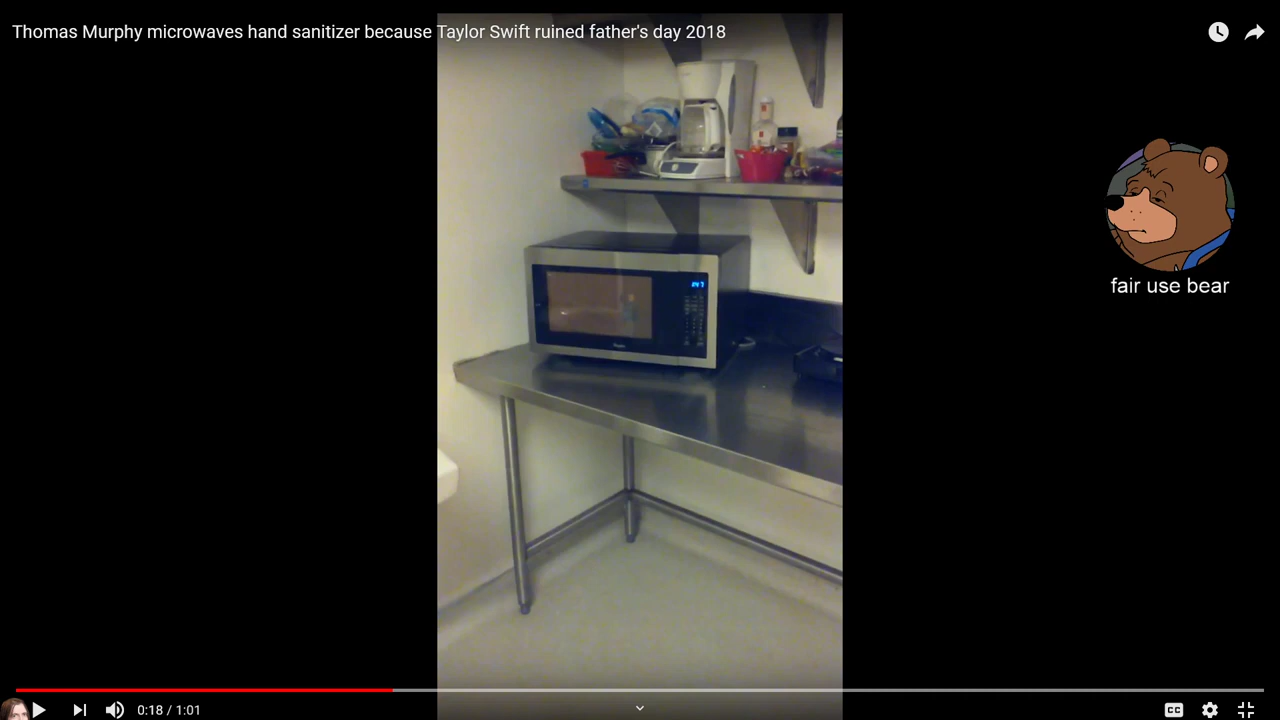 Thomas Murphy microwaves hand sanitizer because Taylor Swift ruined father's day 2018
fair use bear
0:18 / 1:01
CC